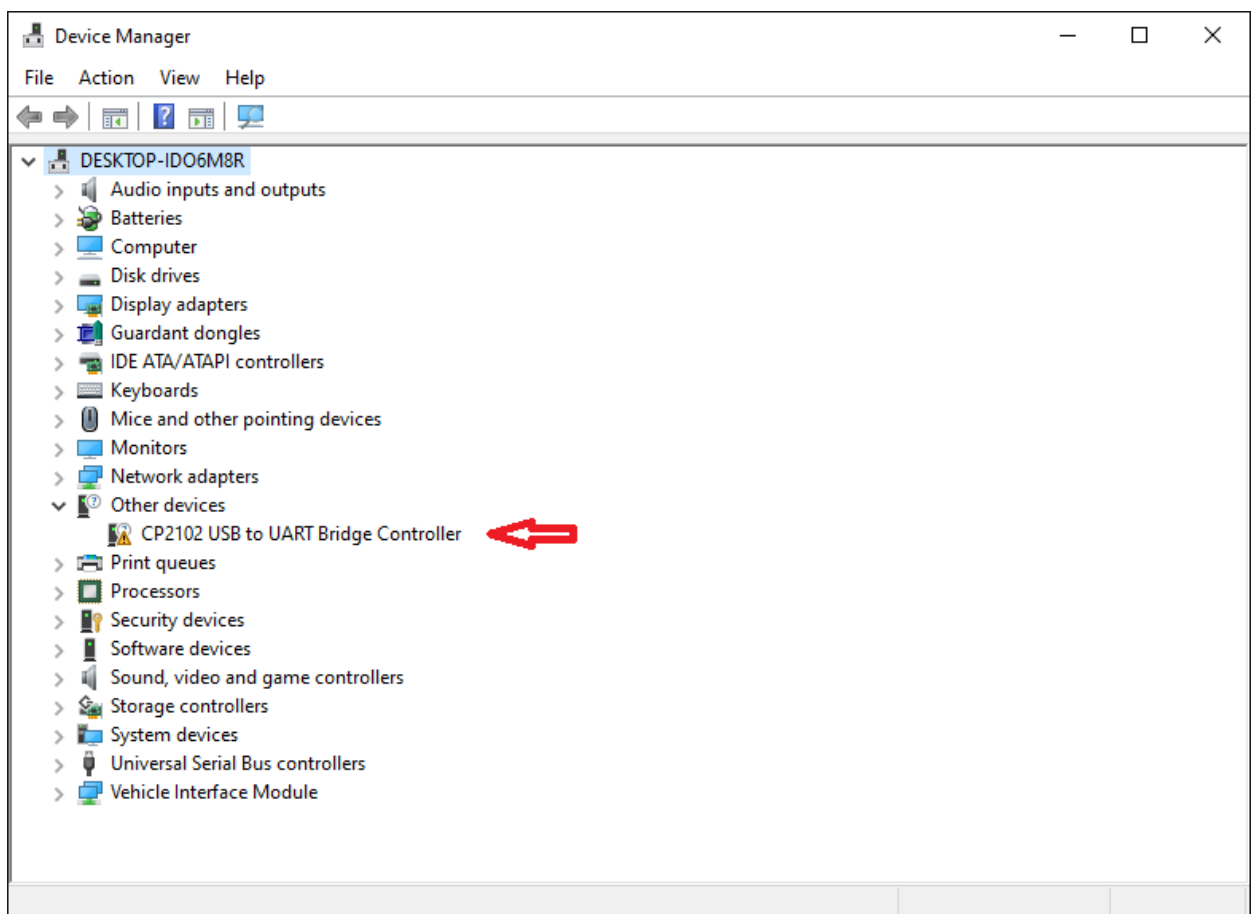 Device Manager
File Action View Help
DESKTOP-IDO6M8R
Audio inputs and outputs
Batteries
Computer
Disk drives
Display adapters
Guardant dongles
IDE ATA/ATAPI controllers
Keyboards
Mice and other pointing devices
Monitors
Network adapters
Other devices
CP2102 USB to UART Bridge Controller
Print queues
Processors
Security devices
Software devices
Sound, video and game controllers
Storage controllers
System devices
Universal Serial Bus controllers
Vehicle Interface Module